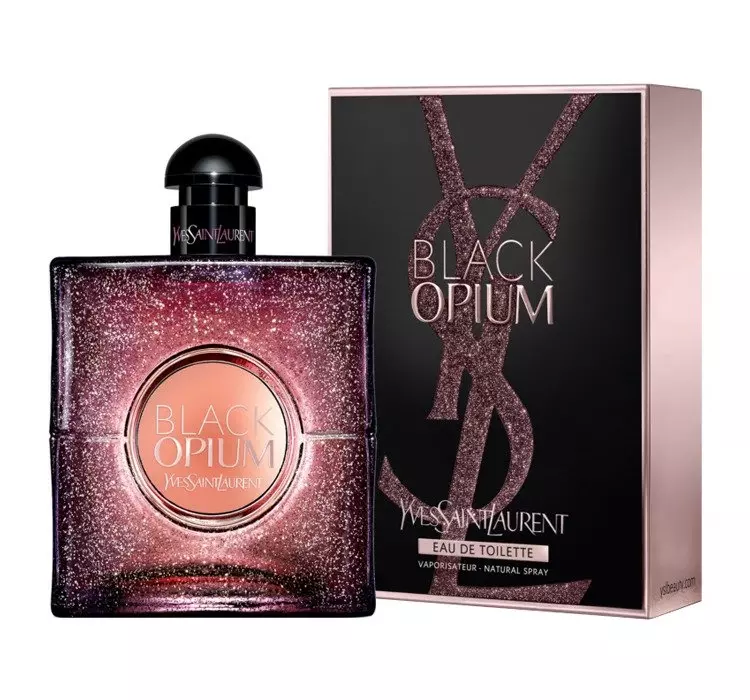 YVESSAINTLAURENT
BLACK
OPIUM
YVESSAINTLAURENT
BLACK
OPIUM
YSL
YVESSAINTLAURENT
EAU DE TOILETTE
VAPORISATEUR - NATURAL SPRAY
yslbeauty.com